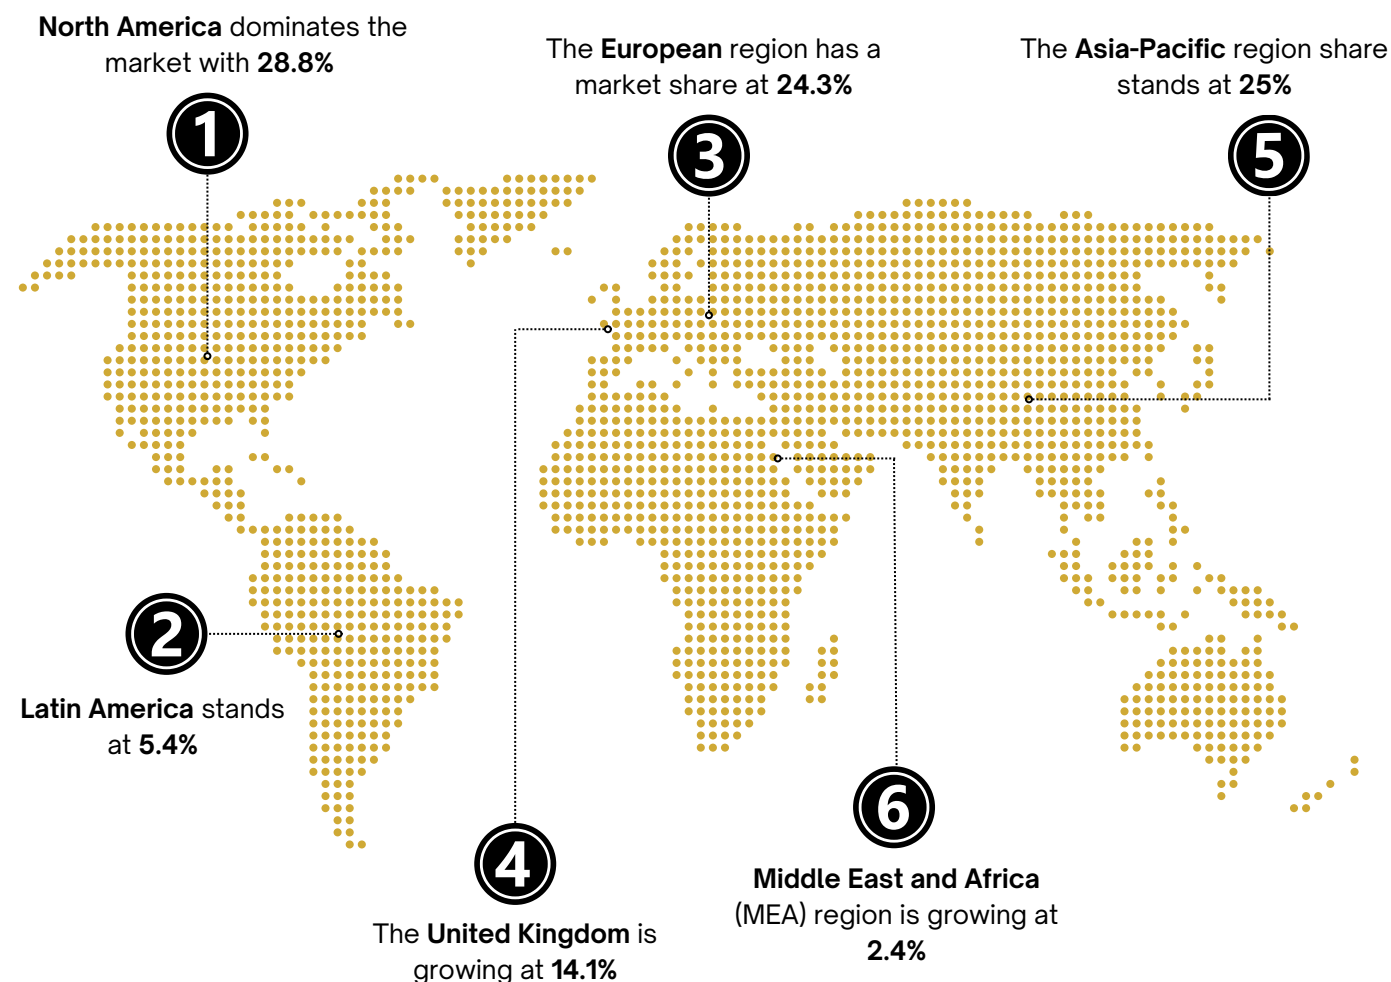 North America dominates the
market with 28.8%
1
The European region has a
market share at 24.3%
3
The Asia-Pacific region share
stands at 25%
5
2
Latin America stands
at 5.4%
4
The United Kingdom is
growing at 14.1%
6
Middle East and Africa
(MEA) region is growing at
2.4%